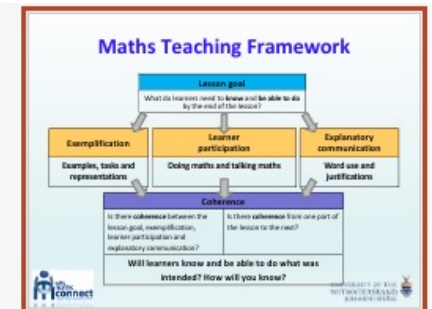 Maths Teaching Framework
Lesson goal
What do learners need to know and be able to do
by the end of the lesson?
Exemplification
Examples, tasks and
representations
Learner
participation
Doing maths and talking maths
Explanatory
communication
Word use and
justifications
Coherence
Is there coherence between the
lesson goal, exemplification,
learner participation and
explanatory communication?
Is there coherence from one part
of the lesson to the next?
Will learners know and be able to do what was
intended? How will you know?
maths
connect
UNIVERSITY OF THE
WITWATERSRAND
JOHANNESBURG